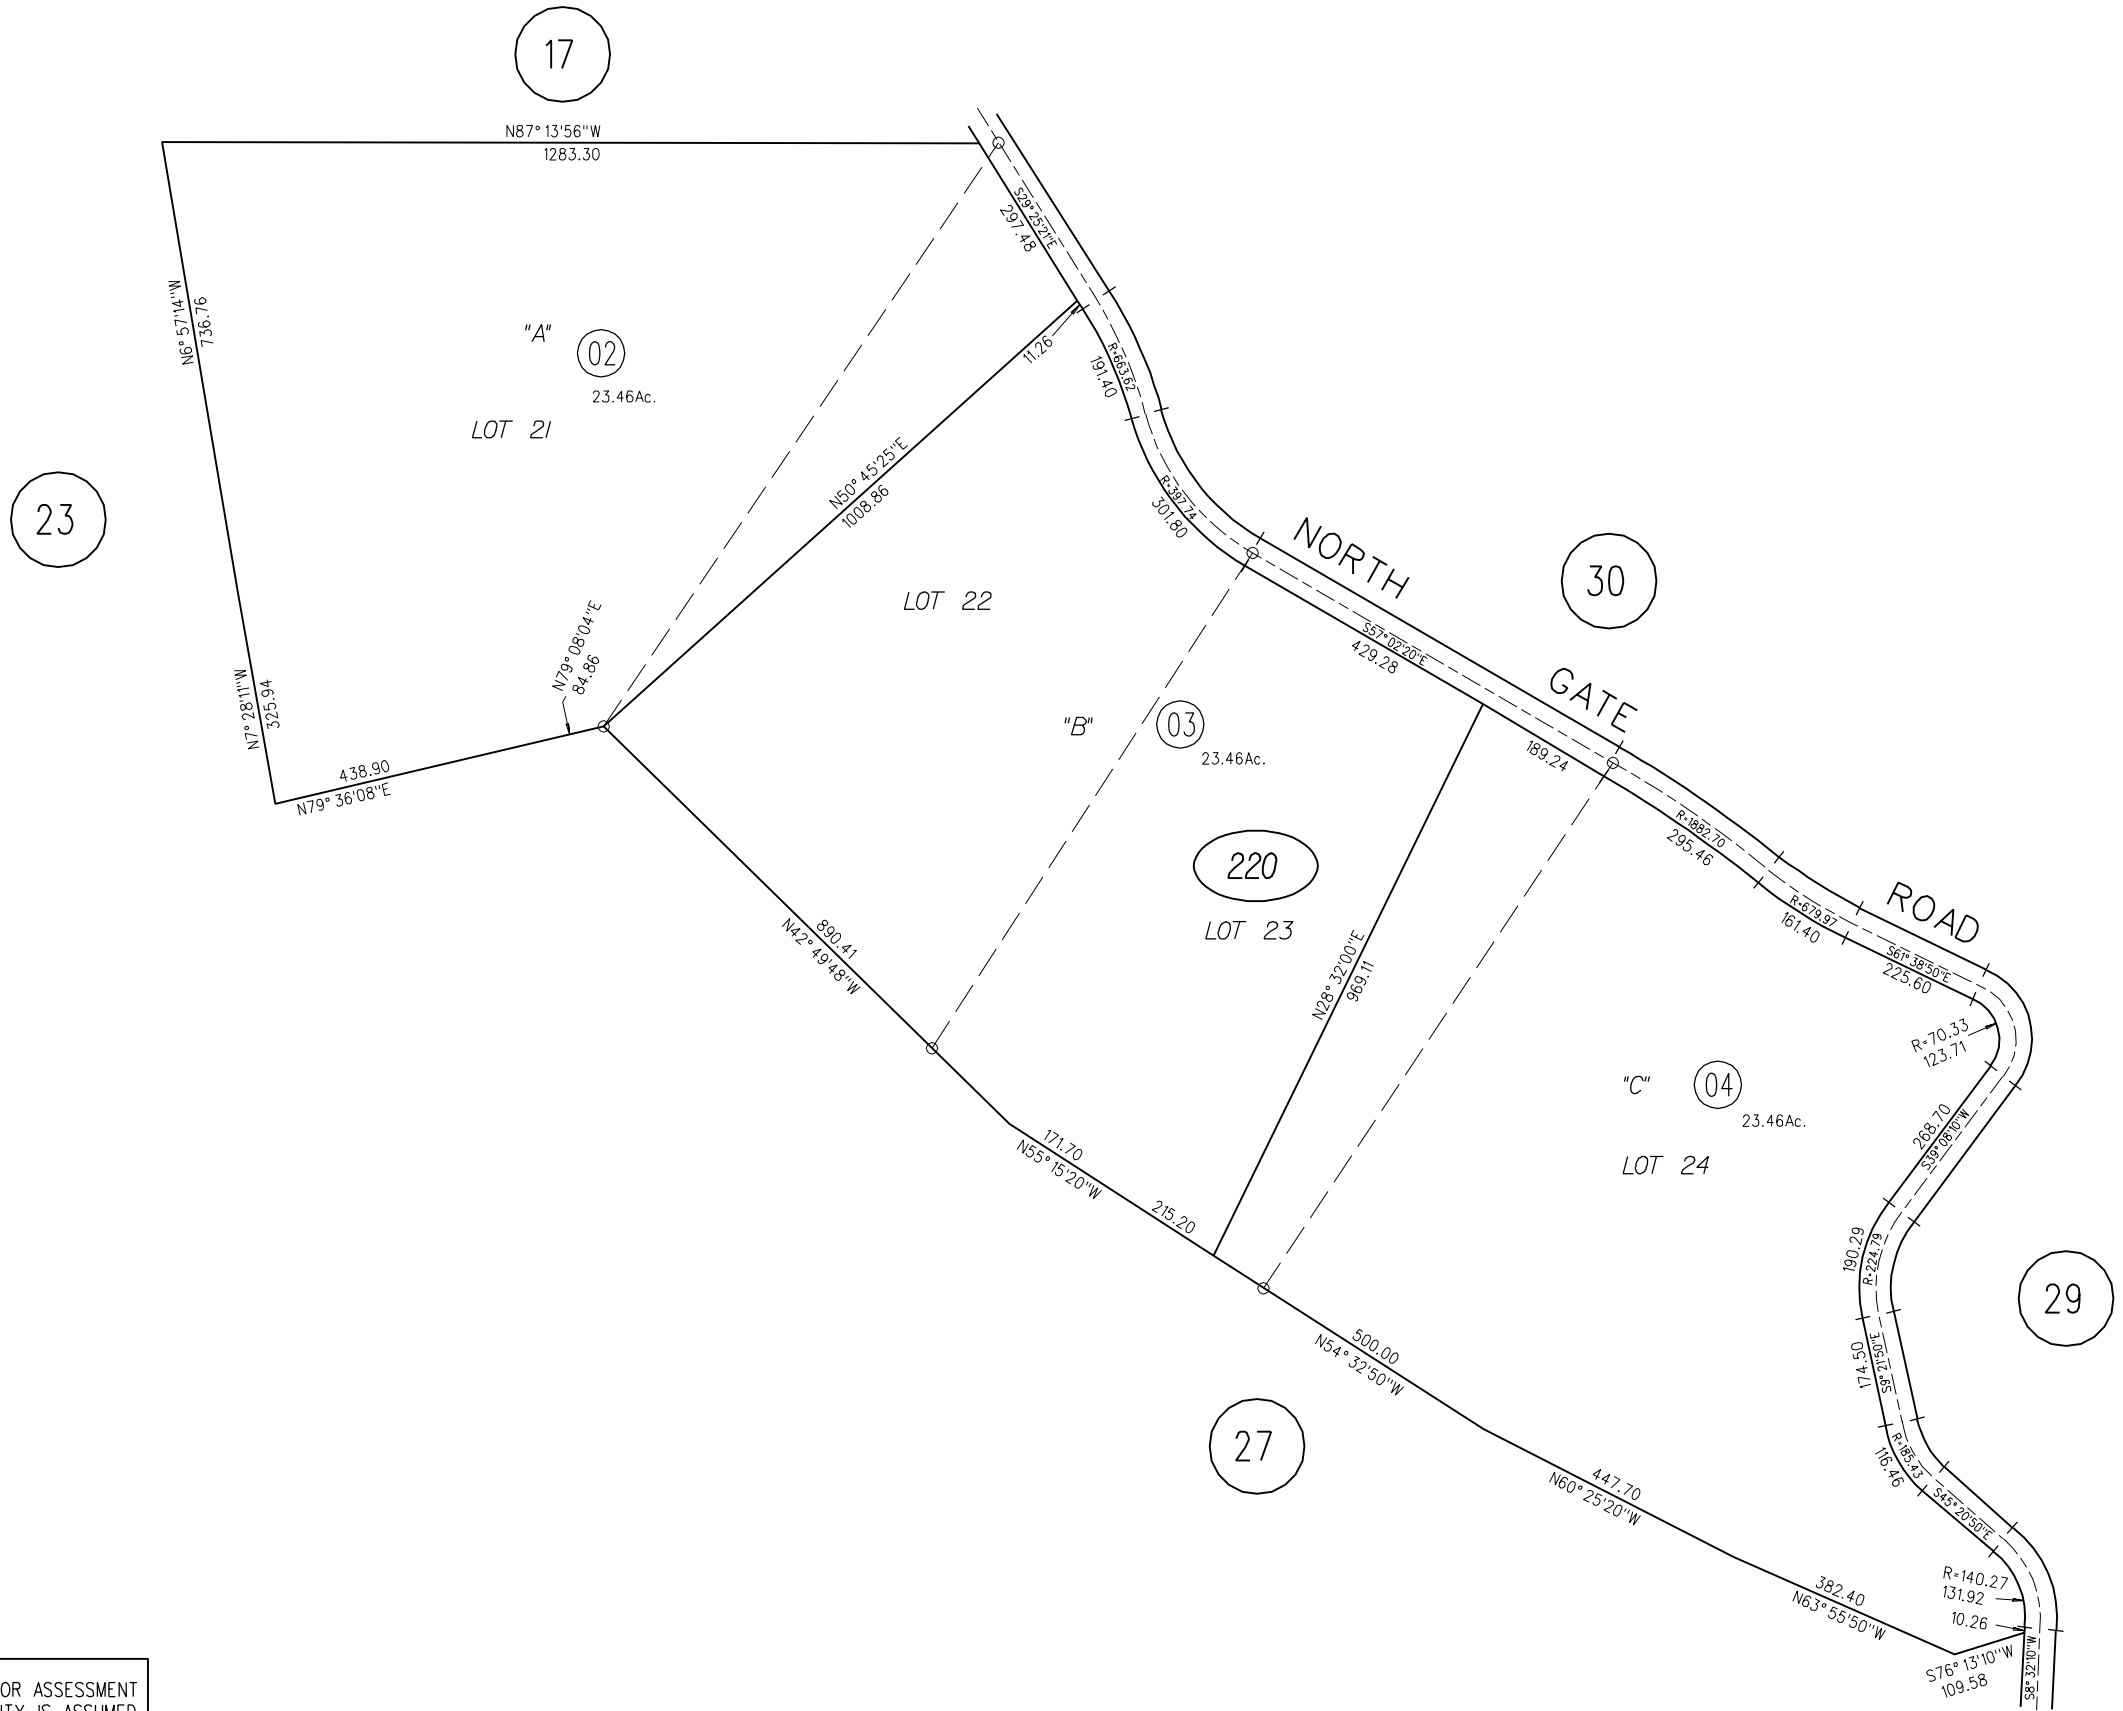 17
N87° 13'56"W
1283.30
S29° 25'21"E
297.48
N6° 57'14"W
736.76
"A"
02
23.46Ac.
LOT 21
11.26
R=663.62
191.40
N50° 45'25"E
1008.86
R=397.74
301.80
23
NORTH
GATE
ROAD
30
LOT 22
N79° 08'04"E
84.86
S57° 02'20"E
429.28
N7° 28'11"W
325.94
"B"
03
23.46Ac.
438.90
N79° 36'08"E
189.24
R=1882.70
295.46
220
LOT 23
R=679.97
161.40
890.41
N42° 49'48"W
S61° 38'50"E
225.60
N28° 32'00"E
969.11
R=70.33
123.71
"C"
04
23.46Ac.
LOT 24
268.70
S39° 08'10"W
171.70
N55° 15'20"W
215.20
190.29
R=224.79
29
500.00
N54° 32'50"W
174.50
S9° 21'50"E
27
R=185.43
116.46
447.70
N60° 25'20"W
S45° 20'50"E
R=140.27
131.92
10.26
382.40
N63° 55'50"W
S76° 13'10"W
109.58
S8° 32'10"W
OR ASSESSMENT
IS ASSUMED